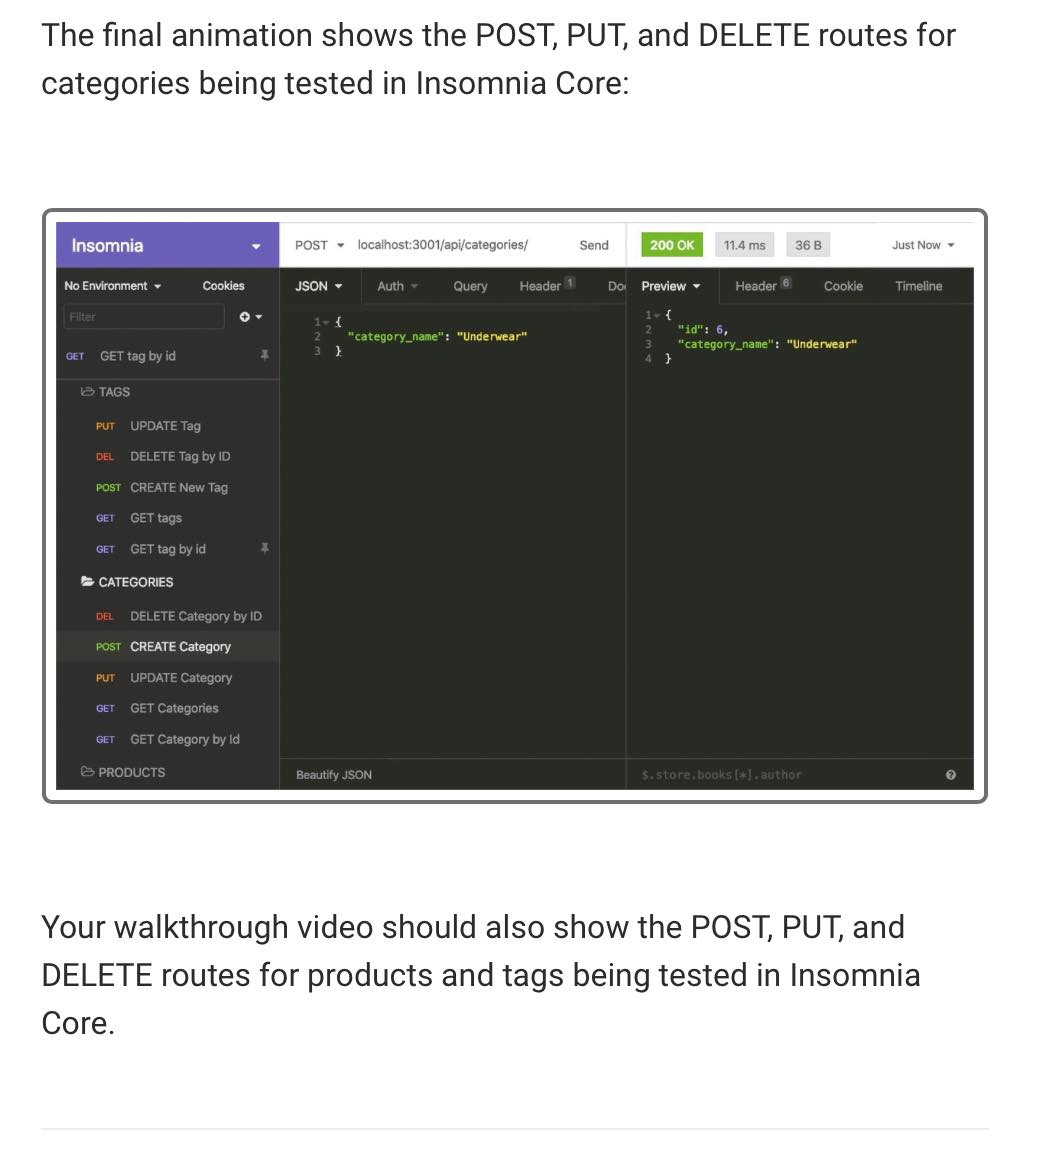 The final animation shows the POST, PUT, and DELETE routes for
categories being tested in Insomnia Core:
Insomnia
POST localhost:3001/api/categories/ Send
200 OK 11.4 ms 36 B Just Now
No Environment Cookies
JSON Auth Query Header 1 Do
Preview Header 6 Cookie Timeline
Filter
GET GET tag by id
TAGS
PUT UPDATE Tag
DEL DELETE Tag by ID
POST CREATE New Tag
GET GET tags
GET GET tag by id
CATEGORIES
DEL DELETE Category by ID
POST CREATE Category
PUT UPDATE Category
GET GET Categories
GET GET Category by Id
PRODUCTS
1 {
2 "category_name": "Underwear"
3 }
Beautify JSON
1 {
2 "id": 6,
3 "category_name": "Underwear"
4 }
$.store.books[*].author
Your walkthrough video should also show the POST, PUT, and
DELETE routes for products and tags being tested in Insomnia
Core.